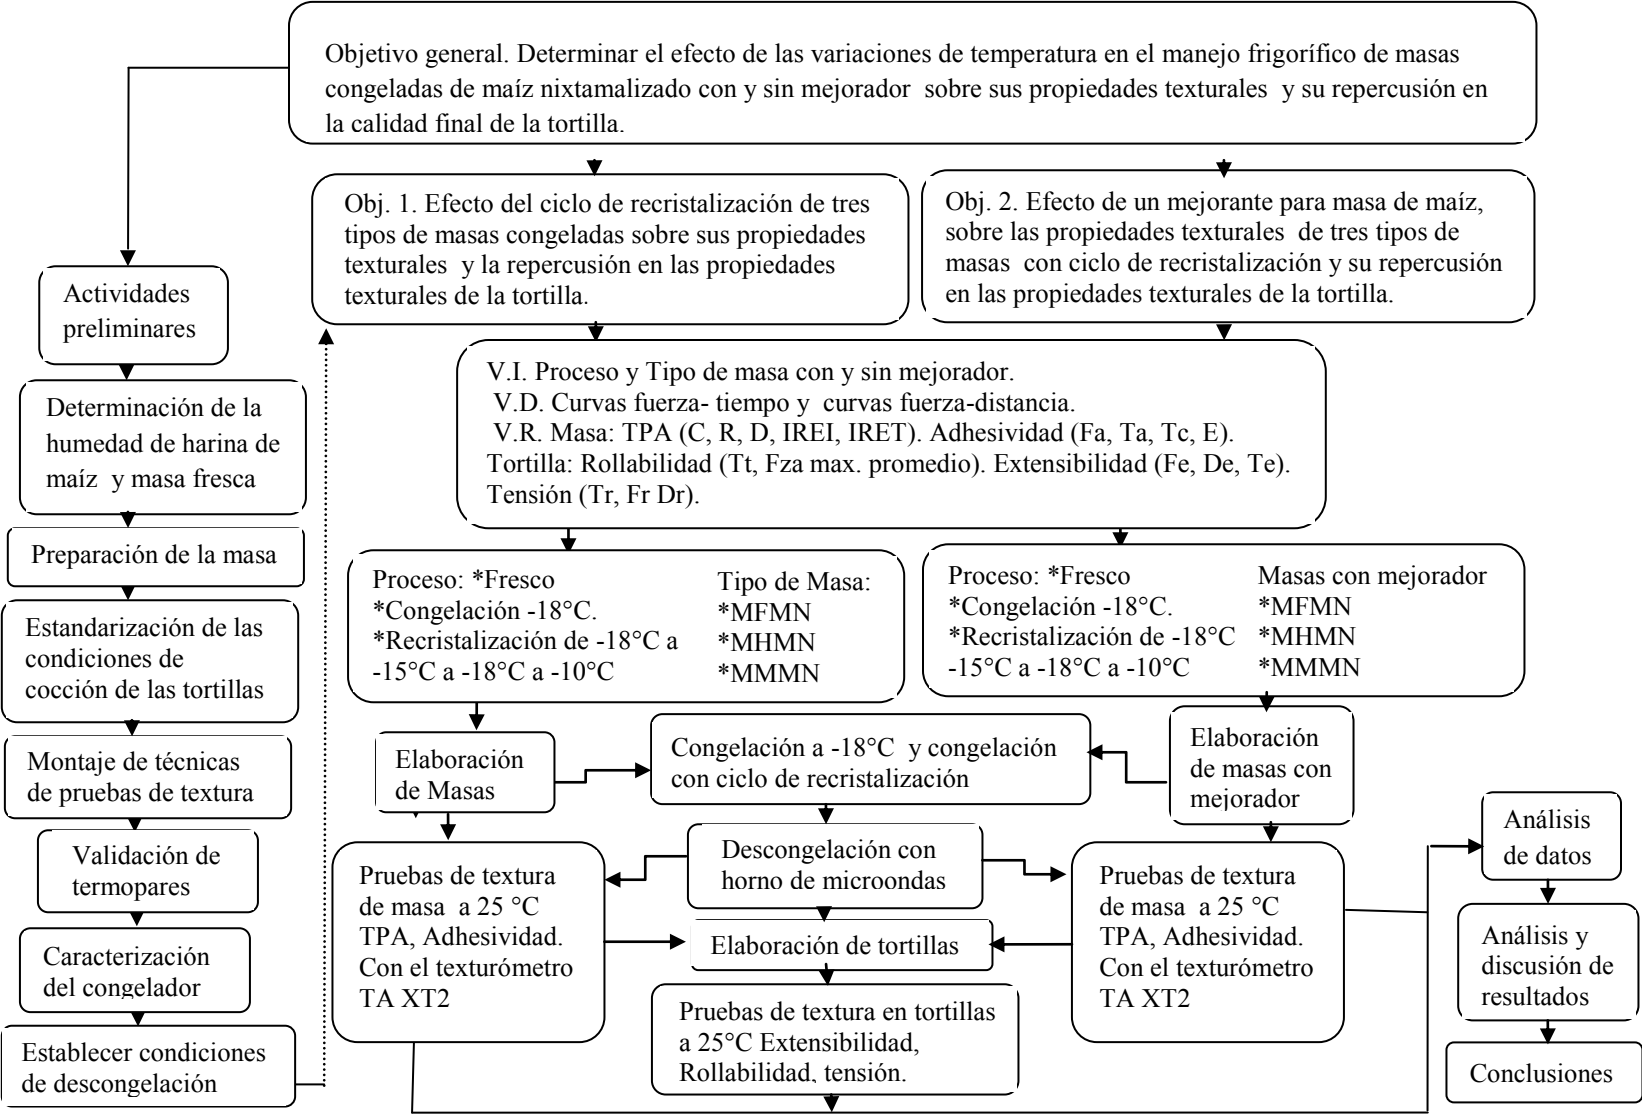 Objetivo general. Determinar el efecto de las variaciones de temperatura en el manejo frigorífico de masas
congeladas de maíz nixtamalizado con y sin mejorador sobre sus propiedades texturales y su repercusión en
la calidad final de la tortilla.
Obj. 1. Efecto del ciclo de recristalización de tres
tipos de masas congeladas sobre sus propiedades
texturales y la repercusión en las propiedades
texturales de la tortilla.
Obj. 2. Efecto de un mejorante para masa de maíz,
sobre las propiedades texturales de tres tipos de
masas con ciclo de recristalización y su repercusión
en las propiedades texturales de la tortilla.
Actividades
preliminares
Determinación de la
humedad de harina de
maíz y masa fresca
Preparación de la masa
Estandarización de las
condiciones de
cocción de las tortillas
Montaje de técnicas
de pruebas de textura
Validación de
termopares
Caracterización
del congelador
Establecer condiciones
de descongelación
V.I. Proceso y Tipo de masa con y sin mejorador.
V.D. Curvas fuerza- tiempo y curvas fuerza-distancia.
V.R. Masa: TPA (C, R, D, IREI, IRET). Adhesividad (Fa, Ta, Tc, E).
Tortilla: Rollabilidad (Tt, Fza max. promedio). Extensibilidad (Fe, De, Te).
Tensión (Tr, Fr Dr).
Proceso: *Fresco
*Congelación -18°C.
*Recristalización de -18°C a
-15°C a -18°C a -10°C
Tipo de Masa:
*MFMN
*MHMN
*MMMN
Proceso: *Fresco
*Congelación -18°C.
*Recristalización de -18°C
-15°C a -18°C a -10°C
Masas con mejorador
*MFMN
*MHMN
*MMMN
Elaboración
de Masas
Congelación a -18°C y congelación
con ciclo de recristalización
Elaboración
de masas con
mejorador
Pruebas de textura
de masa a 25 °C
TPA, Adhesividad.
Con el texturómetro
TA XT2
Descongelación con
horno de microondas
Elaboración de tortillas
Pruebas de textura en tortillas
a 25°C Extensibilidad,
Rollabilidad, tensión.
Pruebas de textura
de masa a 25 °C
TPA, Adhesividad.
Con el texturómetro
TA XT2
Análisis
de datos
Análisis y
discusión de
resultados
Conclusiones